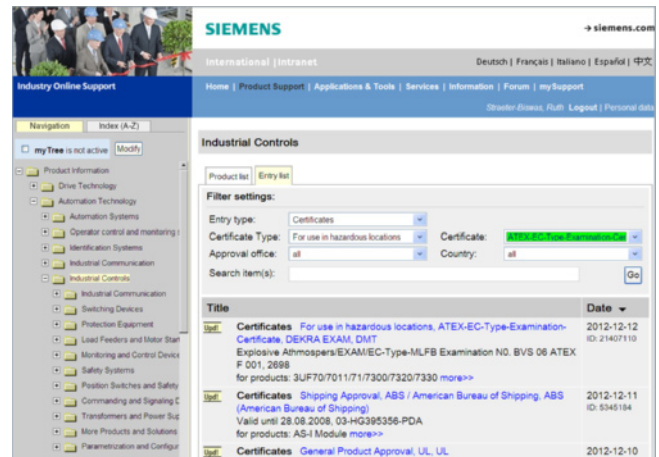 SIEMENS
→ siemens.com
International | Intranet
Deutsch | Français | Italiano | Español | 中文
Industry Online Support
Home | Product Support | Applications & Tools | Services | Information | Forum | mySupport
Straeter-Biswas, Ruth Logout | Personal data
Navigation Index (A-Z)
myTree is not active Modify
Product Information
Drive Technology
Automation Technology
Automation Systems
Operator control and monitoring s
Identification Systems
Industrial Communication
Industrial Controls
Industrial Communication
Switching Devices
Protection Equipment
Load Feeders and Motor Start
Monitoring and Control Device
Safety Systems
Position Switches and Safety
Commanding and Signaling D
Transformers and Power Sup
More Products and Solutions
Parametrization and Configur
Industrial Controls
Product list Entry list
Filter settings:
Entry type: Certificates
Certificate Type: For use in hazardous locations Certificate: ATEX-EC-Type-Examination-Cer
Approval office: all Country: all
Search item(s): Go
Title Date
Upd! Certificates For use in hazardous locations, ATEX-EC-Type-Examination- 2012-12-12
Certificate, DEKRA EXAM, DMT ID: 21407110
Explosive Athmospers/EXAM/EC-Type-MLFB Examination N0. BVS 06 ATEX
F 001, 2698
for products: 3UF70/7011/71/7300/7320/7330 more>>
Upd! Certificates Shipping Approval, ABS / American Bureau of Shipping, ABS 2012-12-11
(American Bureau of Shipping) ID: 5345184
Valid until 28.08.2008, 03-HG395356-PDA
for products: AS-I Module more>>
Upd! Certificates General Product Approval, UL, UL 2012-12-10